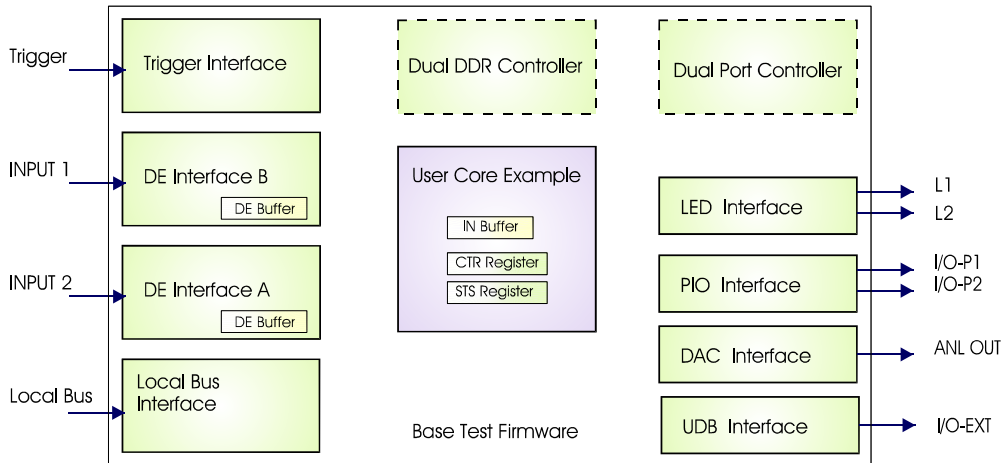 Trigger
Trigger Interface
Dual DDR Controller
Dual Port Controller
INPUT 1
DE Interface B
DE Buffer
User Core Example
IN Buffer
CTR Register
STS Register
LED Interface
L1
L2
INPUT 2
DE Interface A
DE Buffer
PIO Interface
I/O-P1
I/O-P2
DAC Interface
ANL OUT
Local Bus
Local Bus
Interface
Base Test Firmware
UDB Interface
I/O-EXT